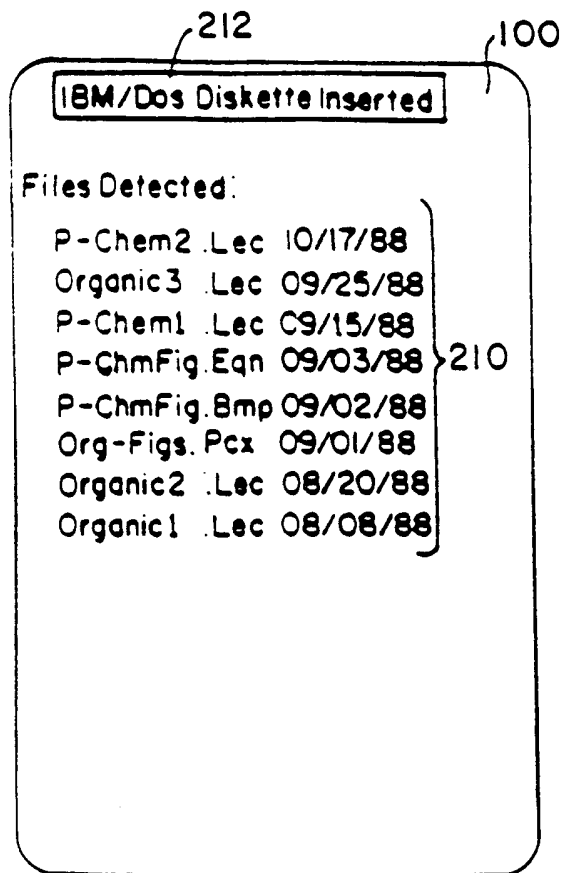 212
100
IBM/Dos Diskette Inserted
Files Detected:
P-Chem2 .Lec 10/17/88
Organic3 .Lec 09/25/88
P-Chem1 .Lec 09/15/88
P-ChmFig.Eqn 09/03/88
210
P-ChmFig.Bmp 09/02/88
Org-Figs.Pcx 09/01/88
Organic2 .Lec 08/20/88
Organic1 .Lec 08/08/88